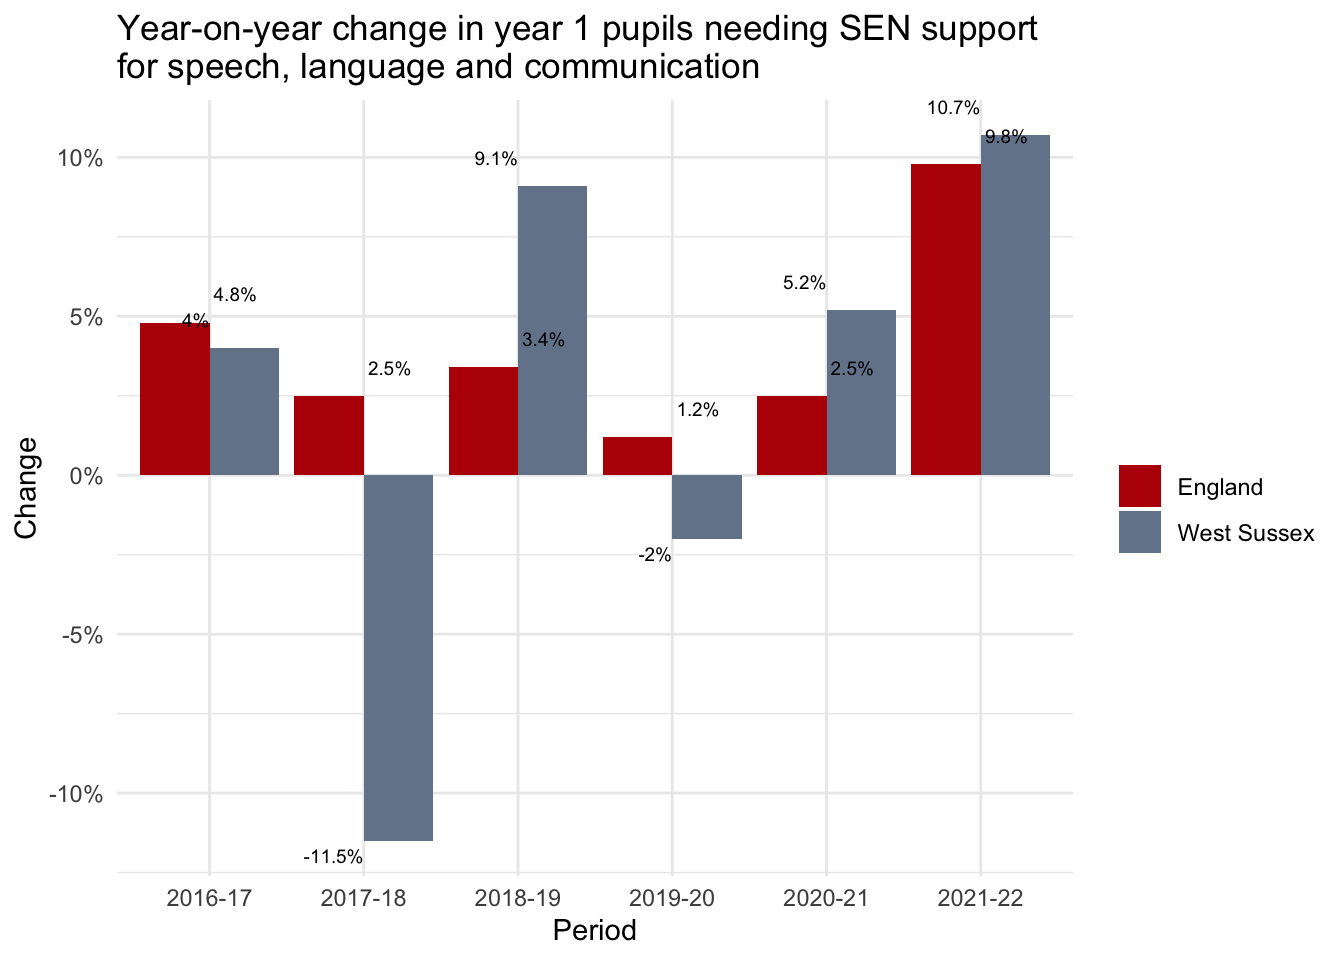 Year-on-year change in year 1 pupils needing SEN support
for speech, language and communication
10.7%
9.8%
9.1%
4.8%
4%
5.2%
3.4%
2.5%
2.5%
1.2%
-2%
-11.5%
10%
5%
0%
-5%
-10%
Change
England
West Sussex
2016-17 2017-18 2018-19 2019-20 2020-21 2021-22
Period